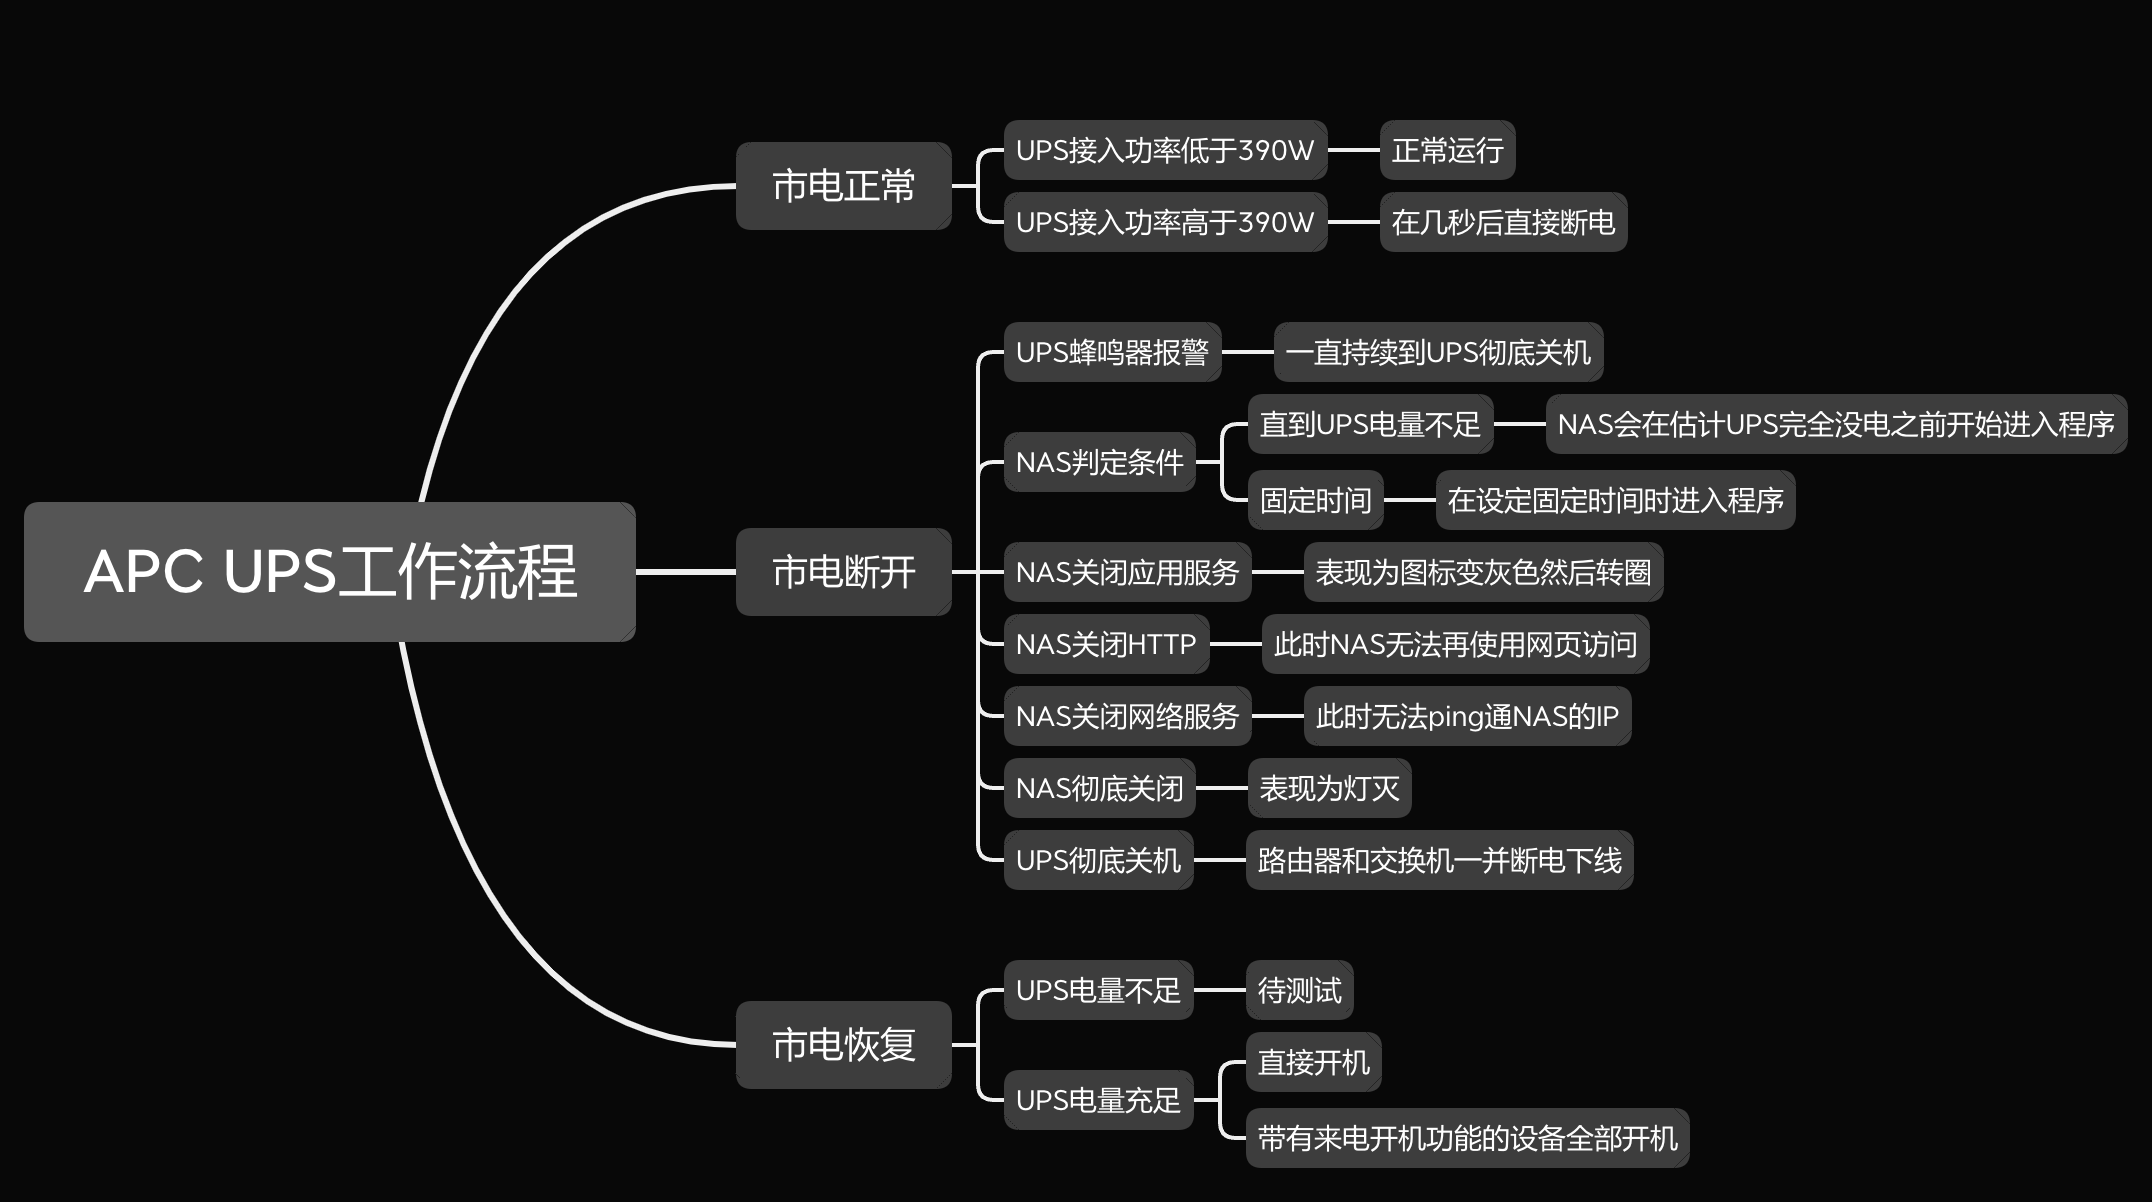 APC UPS工作流程
市电正常
UPS接入功率低于390W
正常运行
UPS接入功率高于390W
在几秒后直接断电
市电断开
UPS蜂鸣器报警
一直持续到UPS彻底关机
NAS判定条件
直到UPS电量不足
NAS会在估计UPS完全没电之前开始进入程序
固定时间
在设定固定时间时进入程序
NAS关闭应用服务
表现为图标变灰色然后转圈
NAS关闭HTTP
此时NAS无法再使用网页访问
NAS关闭网络服务
此时无法ping通NAS的IP
NAS彻底关闭
表现为灯灭
UPS彻底关机
路由器和交换机一并断电下线
市电恢复
UPS电量不足
待测试
UPS电量充足
直接开机
带有来电开机功能的设备全部开机